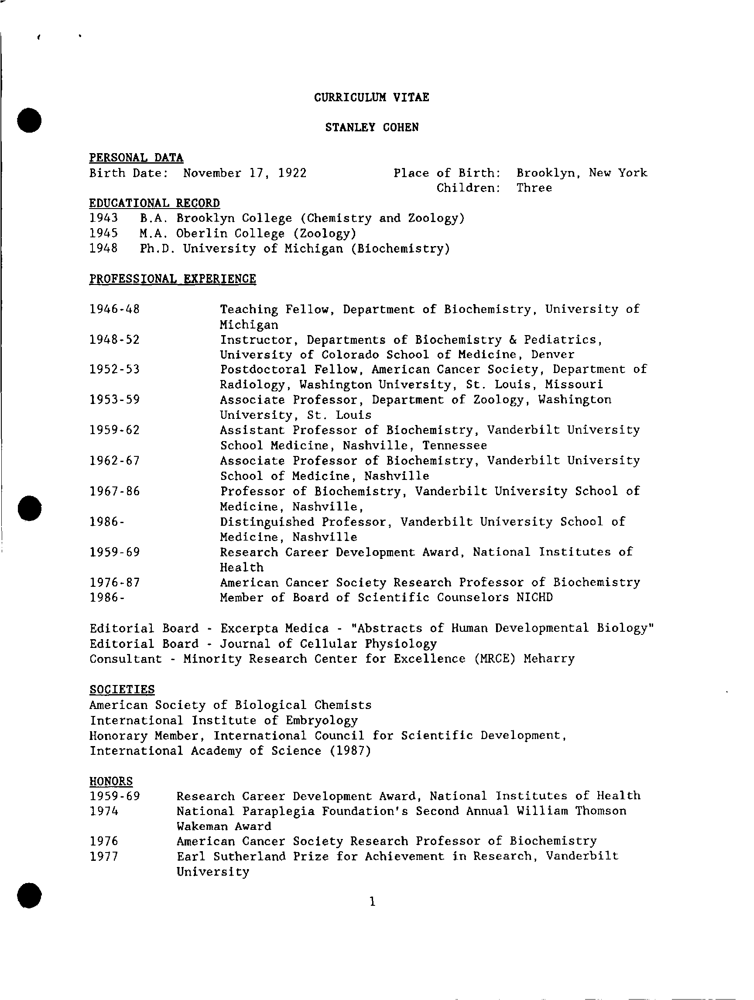 CURRICULUM VITAE
STANLEY COHEN
PERSONAL DATA
Birth Date: November 17, 1922 Place of Birth: Brooklyn, New York
Children: Three
EDUCATIONAL RECORD
1943 B.A. Brooklyn College (Chemistry and Zoology)
1945 M.A. Oberlin College (Zoology)
1948 Ph.D. University of Michigan (Biochemistry)
PROFESSIONAL EXPERIENCE
1946-48 Teaching Fellow, Department of Biochemistry, University of
Michigan
1948-52 Instructor, Departments of Biochemistry & Pediatrics,
University of Colorado School of Medicine, Denver
1952-53 Postdoctoral Fellow, American Cancer Society, Department of
Radiology, Washington University, St. Louis, Missouri
1953-59 Associate Professor, Department of Zoology, Washington
University, St. Louis
1959-62 Assistant Professor of Biochemistry, Vanderbilt University
School Medicine, Nashville, Tennessee
1962-67 Associate Professor of Biochemistry, Vanderbilt University
School of Medicine, Nashville
1967-86 Professor of Biochemistry, Vanderbilt University School of
Medicine, Nashville,
1986- Distinguished Professor, Vanderbilt University School of
Medicine, Nashville
1959-69 Research Career Development Award, National Institutes of
Health
1976-87 American Cancer Society Research Professor of Biochemistry
1986- Member of Board of Scientific Counselors NICHD
Editorial Board - Excerpta Medica - "Abstracts of Human Developmental Biology"
Editorial Board - Journal of Cellular Physiology
Consultant - Minority Research Center for Excellence (MRCE) Meharry
SOCIETIES
American Society of Biological Chemists
International Institute of Embryology
Honorary Member, International Council for Scientific Development,
International Academy of Science (1987)
HONORS
1959-69 Research Career Development Award, National Institutes of Health
1974 National Paraplegia Foundation's Second Annual William Thomson
Wakeman Award
1976 American Cancer Society Research Professor of Biochemistry
1977 Earl Sutherland Prize for Achievement in Research, Vanderbilt
University
1